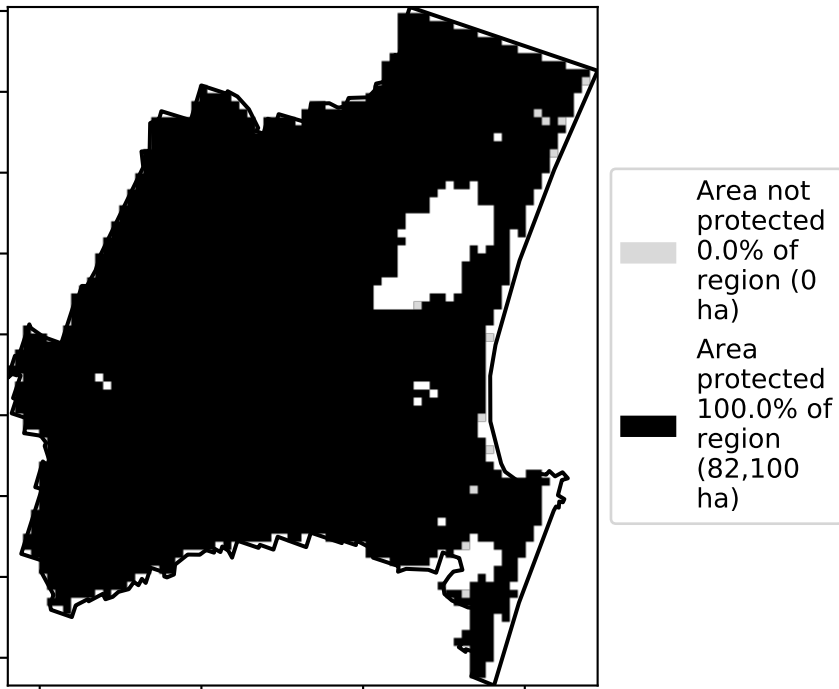 Area not
protected
0.0% of
region (0
ha)
Area
protected
100.0% of
region
(82,100
ha)